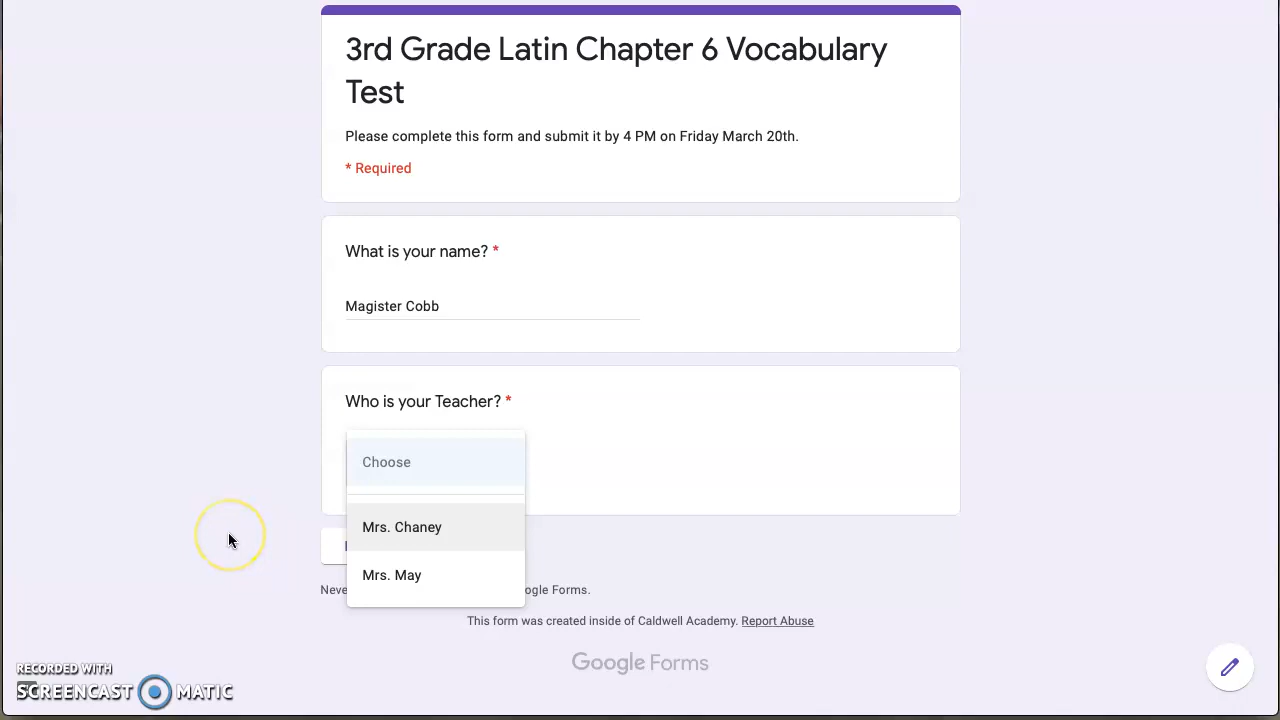 3rd Grade Latin Chapter 6 Vocabulary
Test
Please complete this form and submit it by 4 PM on Friday March 20th.
* Required
What is your name? *
Magister Cobb
Who is your Teacher? *
Choose
Mrs. Chaney
Mrs. May
Forms.
This form was created inside of Caldwell Academy. Report Abuse
Google Forms
RECORDED WITH
SCREENCAST MATIC